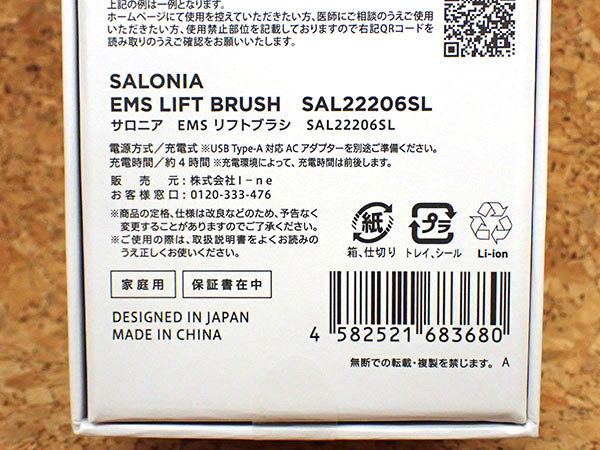 上記の例は一例となります。
ホームページにて使用を控えていただきたい方、医師にご相談のうえご使用
いただきたい方、使用禁止部位を記載しておりますので右記QRコードを
読み取りのうえご確認をお願いいたします。
SALONIA
EMS LIFT BRUSH SAL22206SL
サロニア EMS リフトブラシ SAL22206SL
電源方式／充電式 ※USB Type-A 対応 AC アダプターを別途ご準備ください。
充電時間／約４時間 ※充電環境によって、充電時間は前後します。
販売元：株式会社Ｉ－ｎｅ
お客様窓口：0120-333-476
※商品の定格、仕様は改良などのため、予告なく
変更することがありますのでご了承ください。
※ご使用の際は、取扱説明書をよくお読みの
うえ正しくお使いください。
紙
箱、仕切り
プラ
トレイ、シール
Li-ion
家庭用
保証書在中
DESIGNED IN JAPAN
MADE IN CHINA
4 582521 683680
無断での転載・複製を禁じます。 A